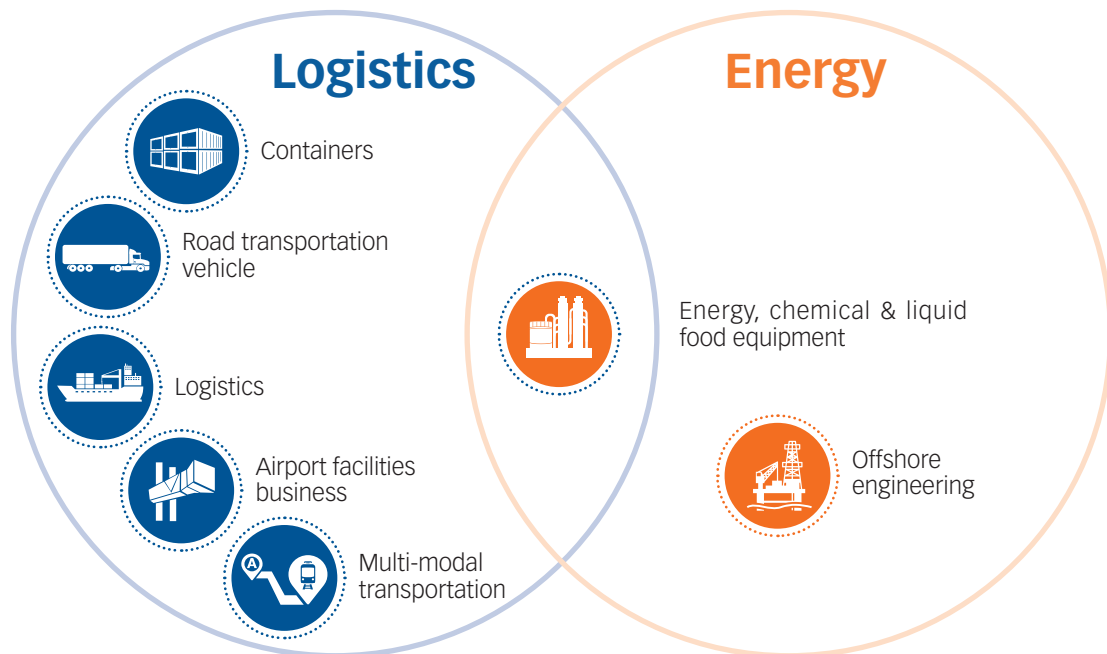 Logistics
Energy
Containers
Road transportation
vehicle
Energy, chemical & liquid
food equipment
Logistics
Airport facilities
business
Offshore
engineering
A
Multi-modal
transportation